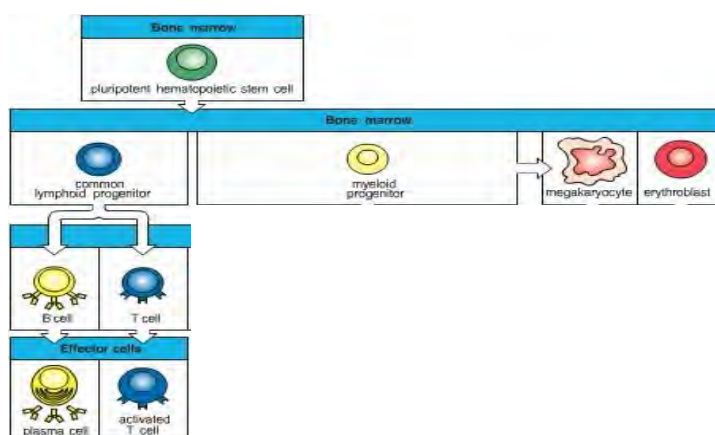 Bone marrow
pluripotent hematopoietic stem cell
Bone marrow
common
lymphoid progenitor
myeloid
progenitor
megakaryocyte
erythroblast
B cell
T cell
Effector cells
plasma cell
activated
T cell